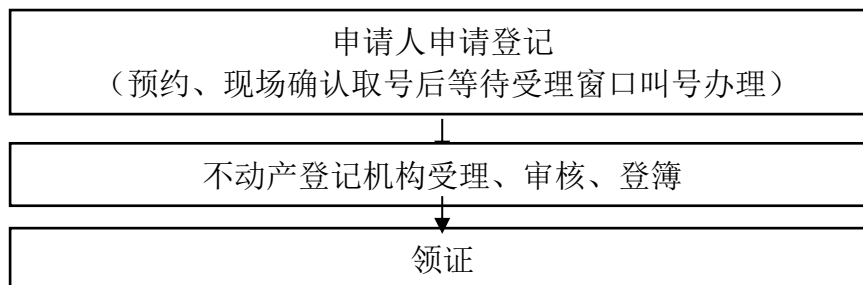 申请人申请登记
（预约、现场确认取号后等待受理窗口叫号办理）
不动产登记机构受理、审核、登簿
领证